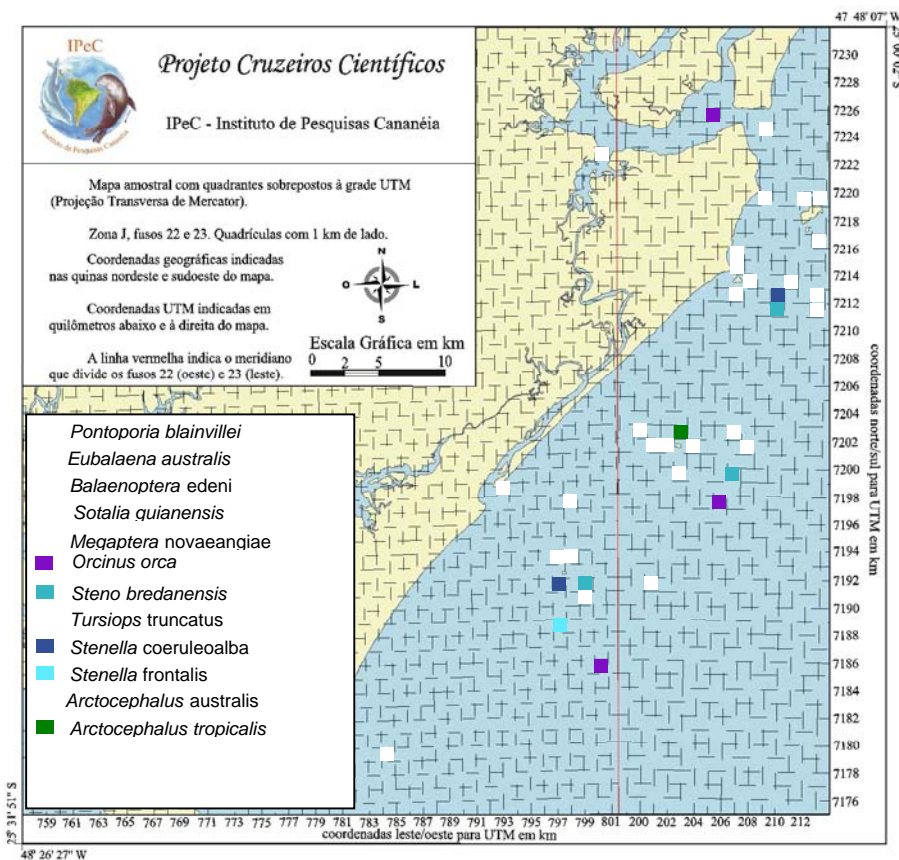 47 48' 07" W
25 00' 02" S
IPeC
Instituto de Pesquisas Cananéia
Projeto Cruzeiros Científicos
IPeC - Instituto de Pesquisas Cananéia
Mapa amostral com quadrantes sobrepostos à grade UTM
(Projeção Transversa de Mercator).
Zona J, fusos 22 e 23. Quadrículas com 1 km de lado.
Coordenadas geográficas indicadas
nas quinas nordeste e sudoeste do mapa.
Coordenadas UTM indicadas em
quilômetros abaixo e à direita do mapa.
A linha vermelha indica o meridiano
que divide os fusos 22 (oeste) e 23 (leste).
N
O L
S
Escala Gráfica em km
0 2 6 10
Pontoporia blainvillei
Eubalaena australis
Balaenoptera edeni
Sotalia guianensis
Megaptera novaeangiae
Orcinus orca
Steno bredanensis
Tursiops truncatus
Stenella coeruleoalba
Stenella frontalis
Arctocephalus australis
Arctocephalus tropicalis
7230
7228
7226
7224
7222
7220
7218
7216
7214
7212
7210
7208
7206
7204
7202
7200
7198
7196
7194
7192
7190
7188
7186
7184
7182
7180
7178
7176
coordenadas norte/sul para UTM em km
759 761 763 765 767 769 771 773 775 777 779 781 783 785 787 789 791 793 795 797 799 801 200 202 204 206 208 210 212
coordenadas leste/oeste para UTM em km
25' 31' 51" S
48' 26' 27" W